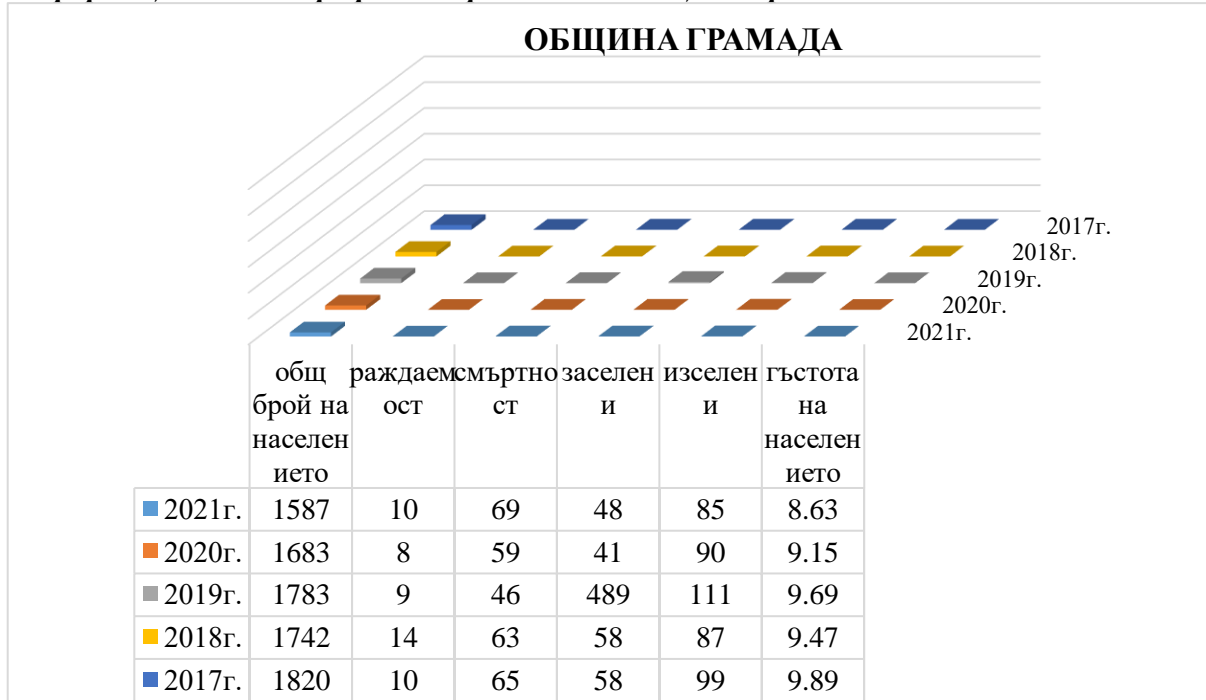 ОБЩИНА ГРАМАДА
2017г.
2018г.
2019г.
2020г.
2021г.
общ раждаем смъртно заселен изселен гъстота
брой на ост ст и и на
населен населен
ието ието
2021г. 1587 10 69 48 85 8.63
2020г. 1683 8 59 41 90 9.15
2019г. 1783 9 46 489 111 9.69
2018г. 1742 14 63 58 87 9.47
2017г. 1820 10 65 58 99 9.89